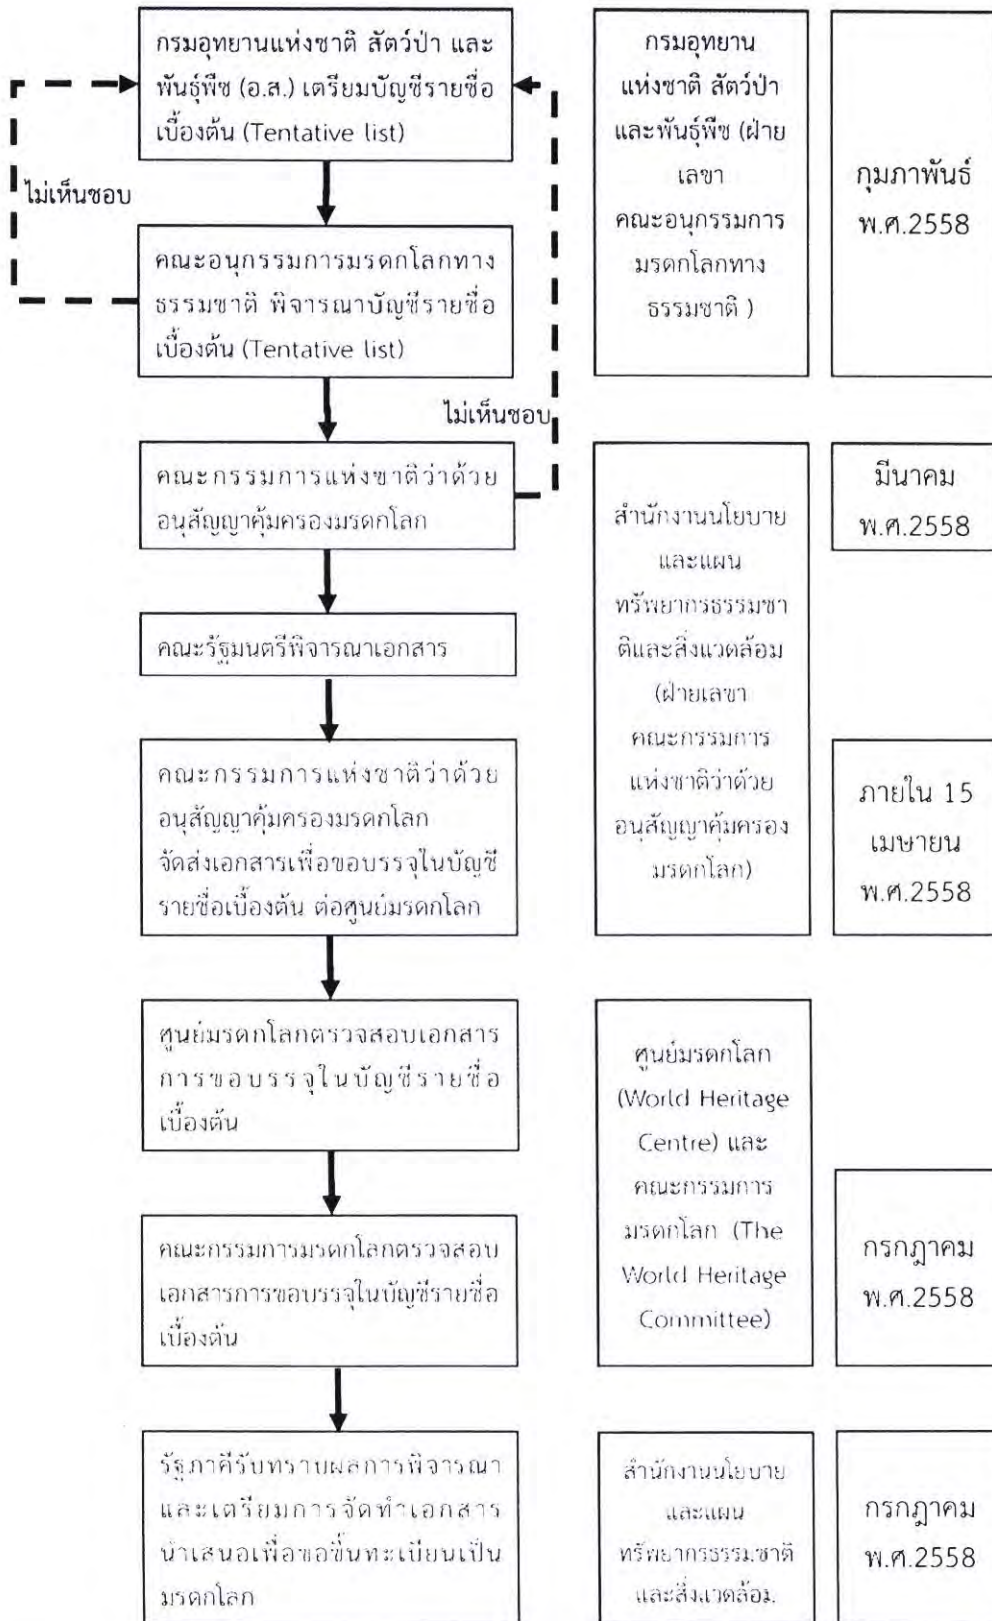 กรมอุทยานแห่งชาติ สัตว์ป่า และ
พันธุ์พืช (อ.ส.) เตรียมบัญชีรายชื่อ
เบื้องต้น (Tentative list)
กรมอุทยาน
แห่งชาติ สัตว์ป่า
และพันธุ์พืช (ฝ่าย
เลขา
คณะอนุกรรมการ
มรดกโลกทาง
ธรรมชาติ )
กุมภาพันธ์
พ.ศ.2558
ไม่เห็นชอบ
คณะอนุกรรมการมรดกโลกทาง
ธรรมชาติ พิจารณาบัญชีรายชื่อ
เบื้องต้น (Tentative list)
ไม่เห็นชอบ
คณะกรรมการแห่งชาติว่าด้วย
อนุสัญญาคุ้มครองมรดกโลก
สำนักงานนโยบาย
และแผน
ทรัพยากรธรรมชา
ติและสิ่งแวดล้อม
(ฝ่ายเลขา
คณะกรรมการ
แห่งชาติว่าด้วย
อนุสัญญาคุ้มครอง
มรดกโลก)
มีนาคม
พ.ศ.2558
คณะรัฐมนตรีพิจารณาเอกสาร
คณะกรรมการแห่งชาติว่าด้วย
อนุสัญญาคุ้มครองมรดกโลก
จัดส่งเอกสารเพื่อขอบรรจุในบัญชี
รายชื่อเบื้องต้น ต่อศูนย์มรดกโลก
ภายใน 15
เมษายน
พ.ศ.2558
ศูนย์มรดกโลกตรวจสอบเอกสาร
การขอบรรจุในบัญชีรายชื่อ
เบื้องต้น
ศูนย์มรดกโลก
(World Heritage
Centre) และ
คณะกรรมการ
มรดกโลก (The
World Heritage
Committee)
คณะกรรมการมรดกโลกตรวจสอบ
เอกสารการขอบรรจุในบัญชีรายชื่อ
เบื้องต้น
กรกฎาคม
พ.ศ.2558
รัฐภาคีรับทราบผลการพิจารณา
และเตรียมการจัดทำเอกสาร
นำเสนอเพื่อขอขึ้นทะเบียนเป็น
มรดกโลก
สำนักงานนโยบาย
และแผน
ทรัพยากรธรรมชาติ
และสิ่งแวดล้อม
กรกฎาคม
พ.ศ.2558